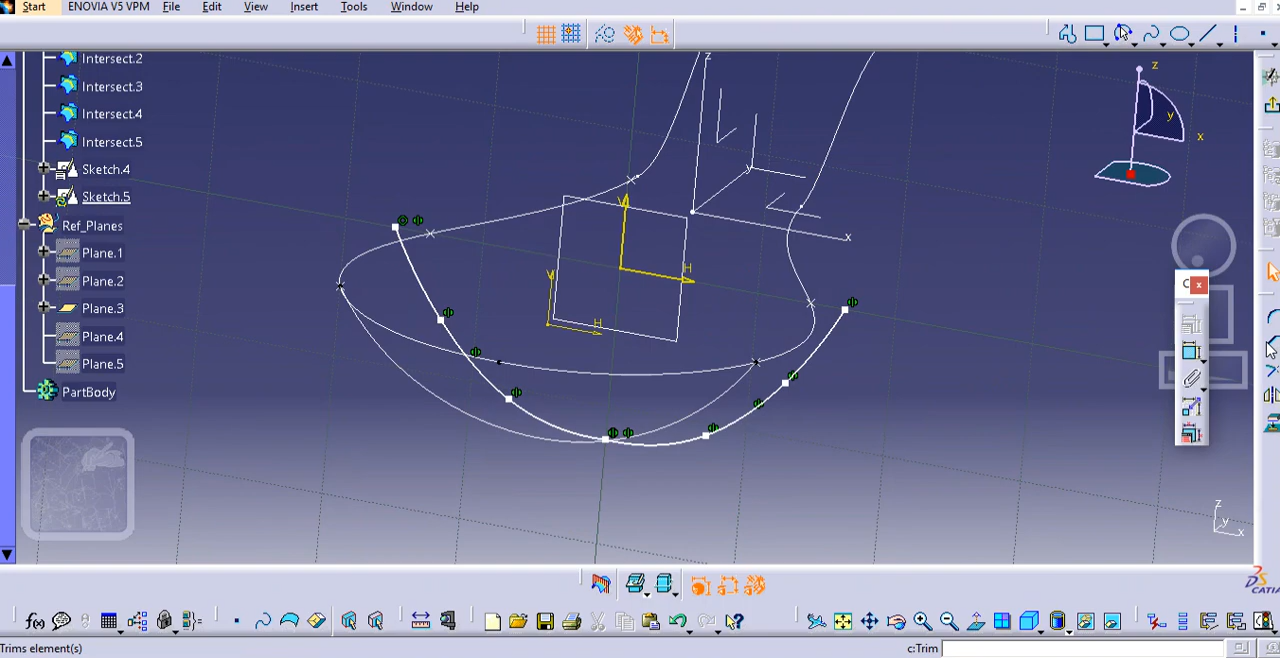 Start ENOVIA V5 VPM File Edit View Insert Tools Window Help
Intersect.2
Intersect.3
Intersect.4
Intersect.5
Sketch.4
Sketch.5
Ref_Planes
Plane.1
Plane.2
Plane.3
Plane.4
Plane.5
PartBody
z
x
y
V
H
V
H
z
y
x
C x
z
y
x
CATIA
f(x)
Trims element(s)
c:Trim